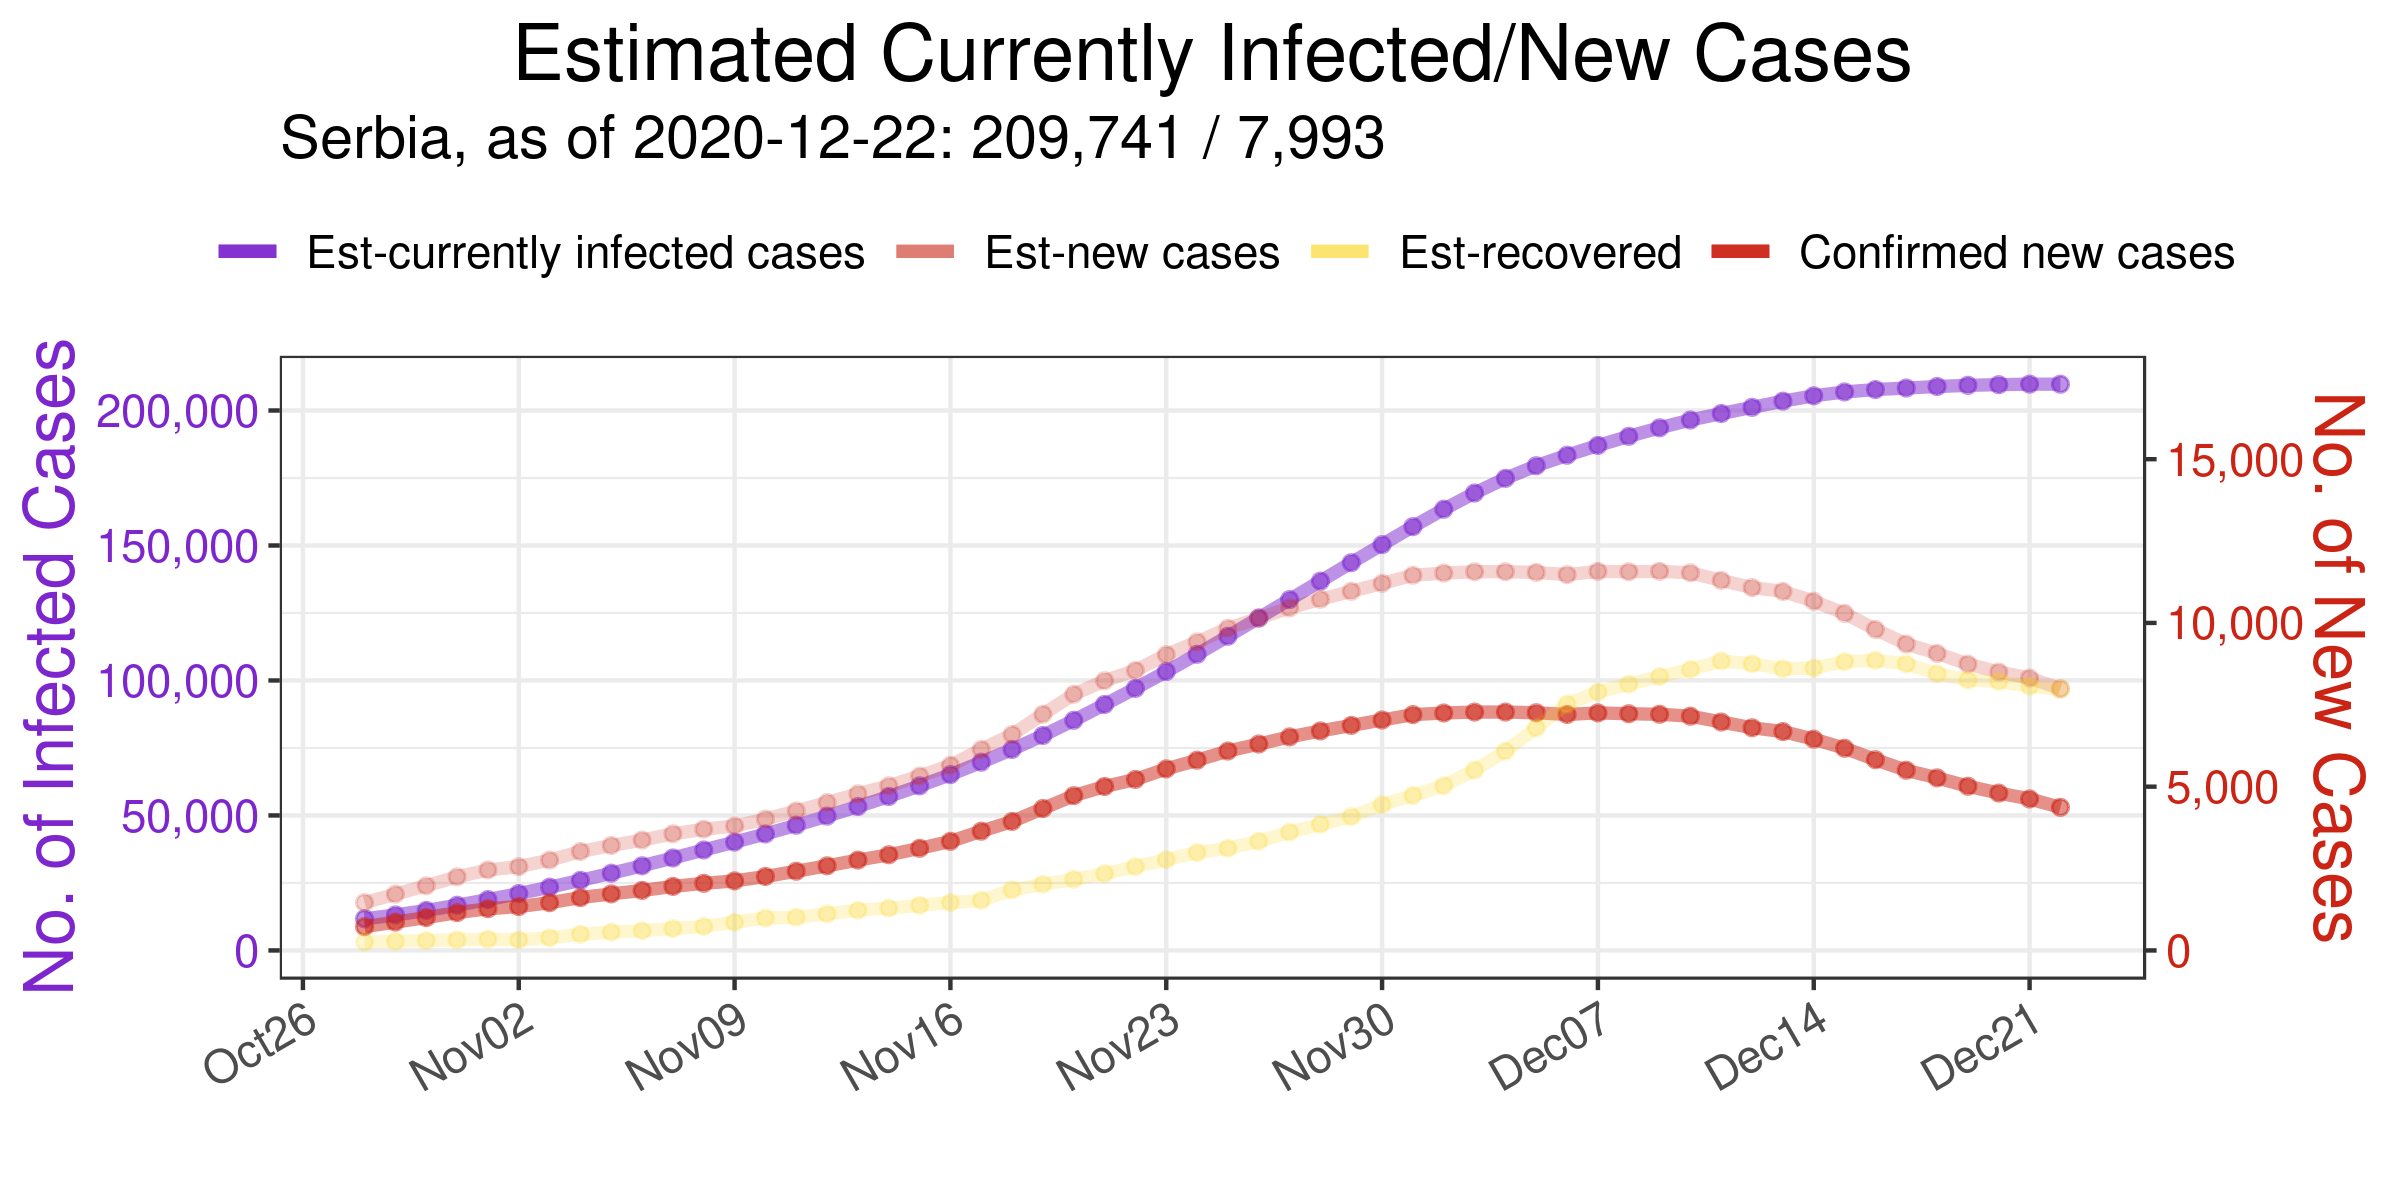 Estimated Currently Infected/New Cases
Serbia, as of 2020-12-22: 209,741 / 7,993
Est-currently infected cases Est-new cases Est-recovered Confirmed new cases
No. of Infected Cases
200,000
150,000
100,000
50,000
0
15,000
10,000
5,000
0
No. of New Cases
Oct26 Nov02 Nov09 Nov16 Nov23 Nov30 Dec07 Dec14 Dec21